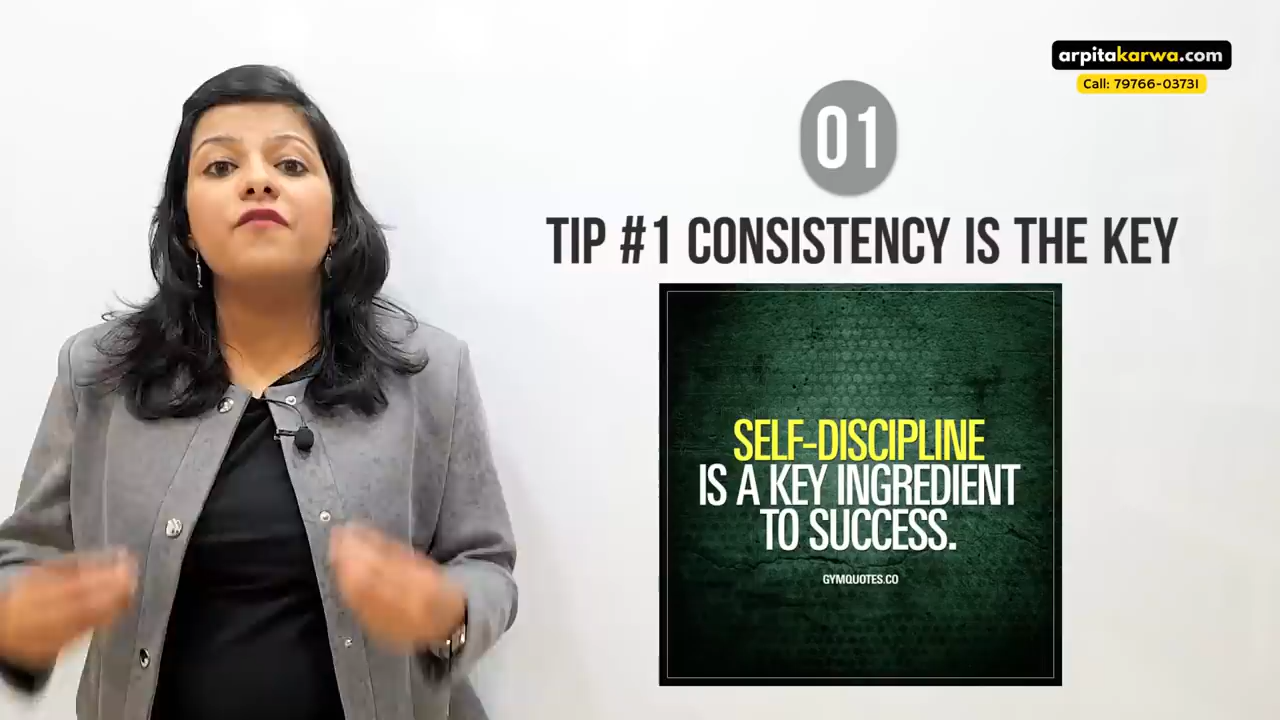 arpitakarwa.com
Call: 79766-03731
01
TIP #1 CONSISTENCY IS THE KEY
SELF-DISCIPLINE
IS A KEY INGREDIENT
TO SUCCESS.
GYMQUOTES.CO